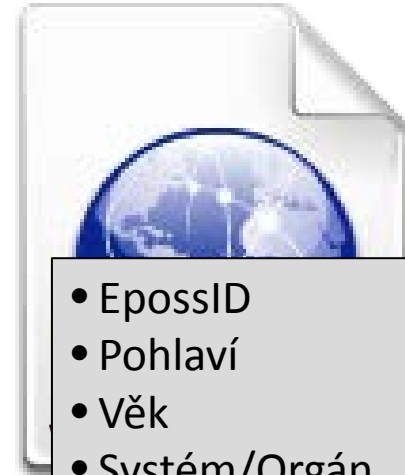 • EpossID
• Pohlaví
• Věk
• Systém/Orgán